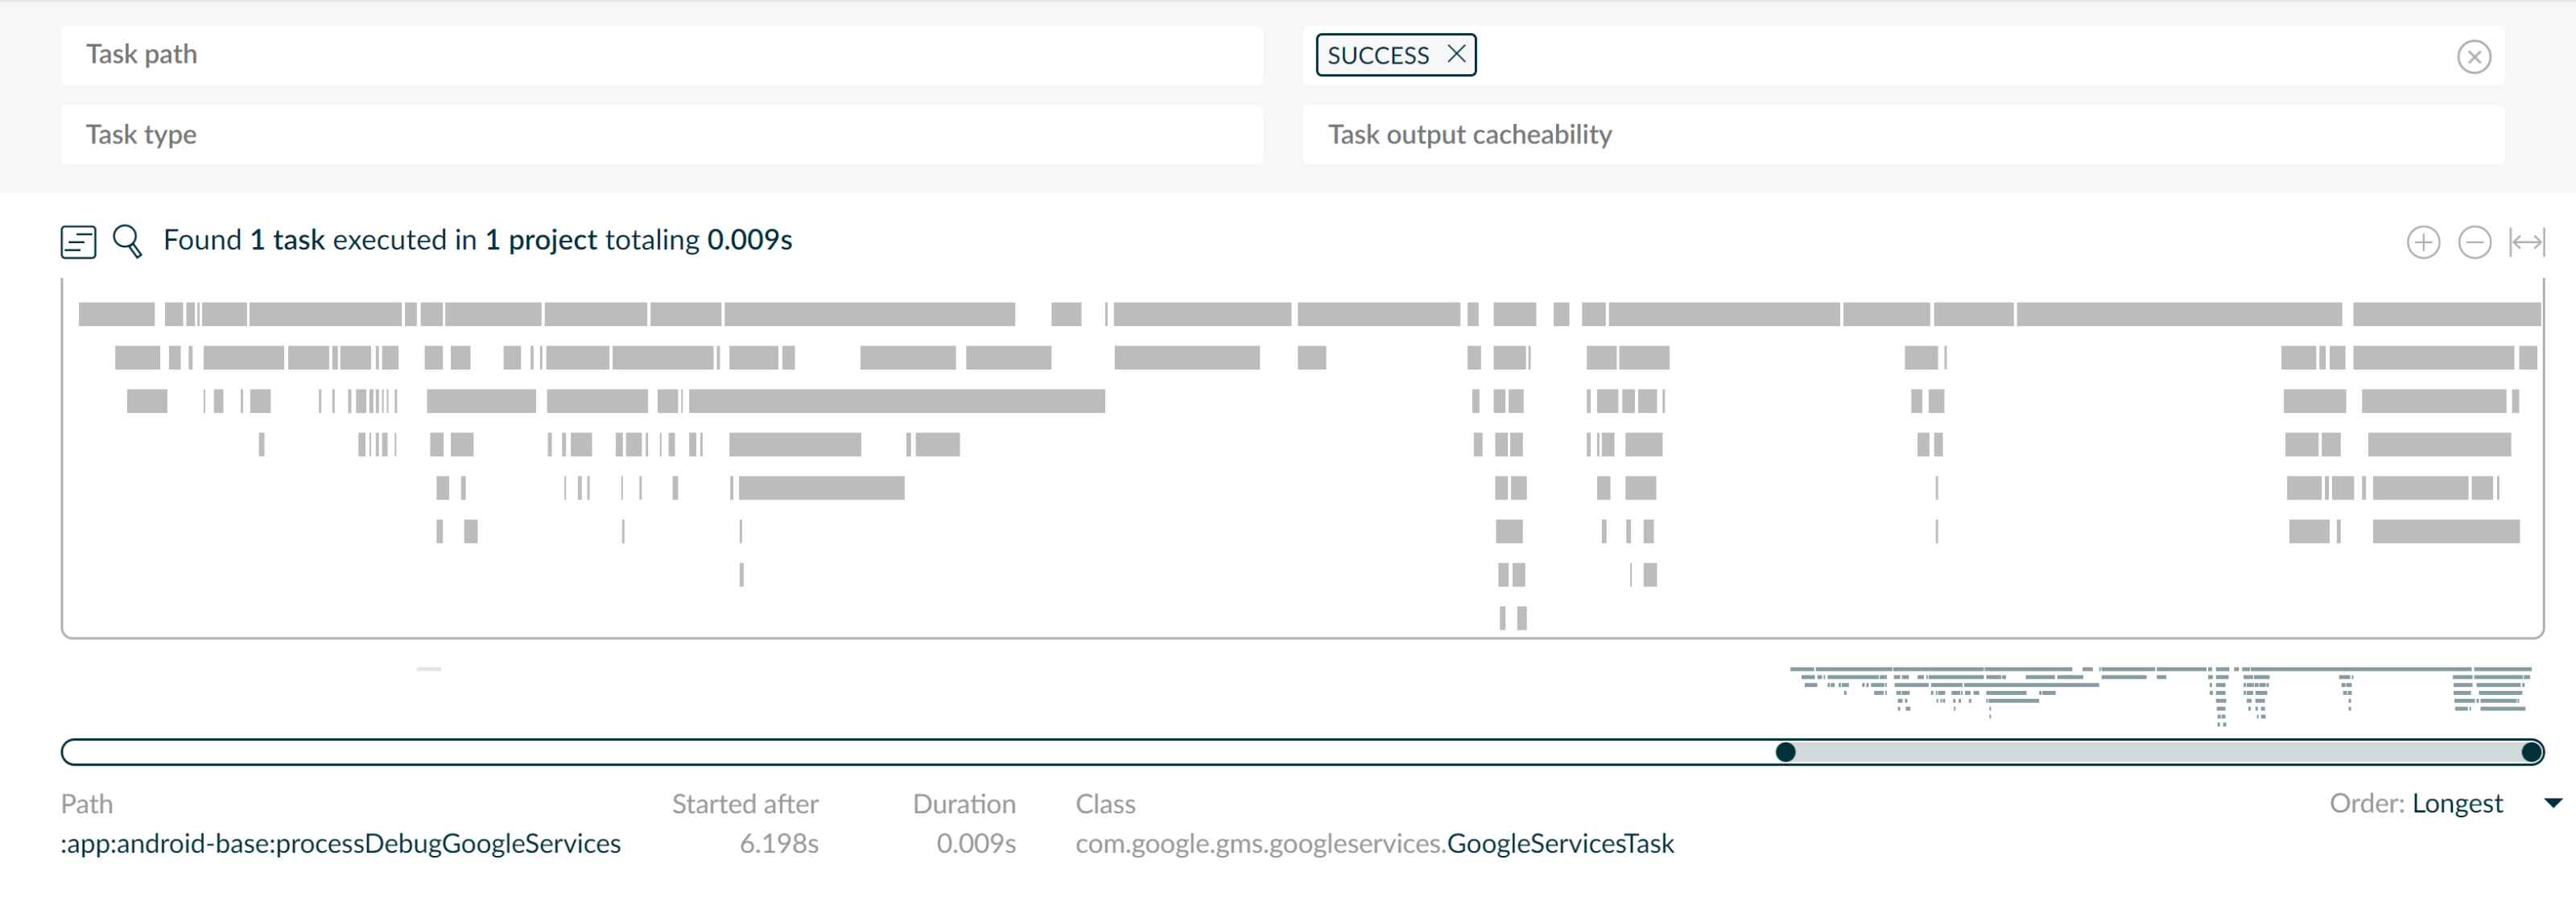 Task path
SUCCESS
Task type
Task output cacheability
Found 1 task executed in 1 project totaling 0.009s
Path Started after Duration Class Order: Longest
:app:android-base:processDebugGoogleServices 6.198s 0.009s com.google.gms.googleservices.GoogleServicesTask